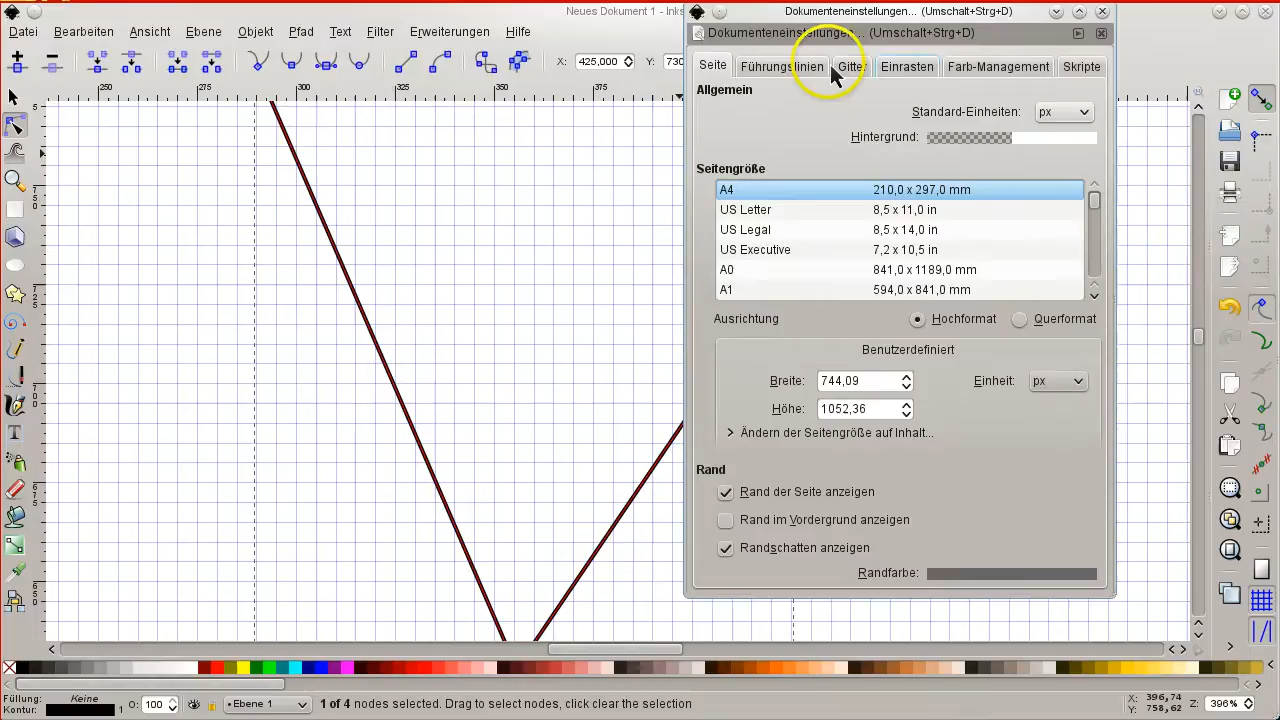 Neues Dokument 1 - Inks
Dokumenteneinstellungen... (Umschalt+Strg+D)
Datei Bearbeiten Ansicht Ebene Objekt Pfad Text Filter Erweiterungen Hilfe
Dokumenteneinstellungen... (Umschalt+Strg+D)
X: 425,000 Y: 730
Seite Führungslinien Gitter Einrasten Farb-Management Skripte
250 275 300 325 350 375
Allgemein
Standard-Einheiten: px
Hintergrund:
Seitengröße
A4 210,0 x 297,0 mm
US Letter 8,5 x 11,0 in
US Legal 8,5 x 14,0 in
US Executive 7,2 x 10,5 in
A0 841,0 x 1189,0 mm
A1 594,0 x 841,0 mm
Ausrichtung Hochformat Querformat
Benutzerdefiniert
Breite: 744,09 Einheit: px
Höhe: 1052,36
Ändern der Seitengröße auf Inhalt...
Rand
Rand der Seite anzeigen
Rand im Vordergrund anzeigen
Randschatten anzeigen
Randfarbe:
Füllung: Keine
Kontur: 1
O: 100
Ebene 1
1 of 4 nodes selected. Drag to select nodes, click clear the selection
X: 396,74
Y: 758,62
Z: 396%